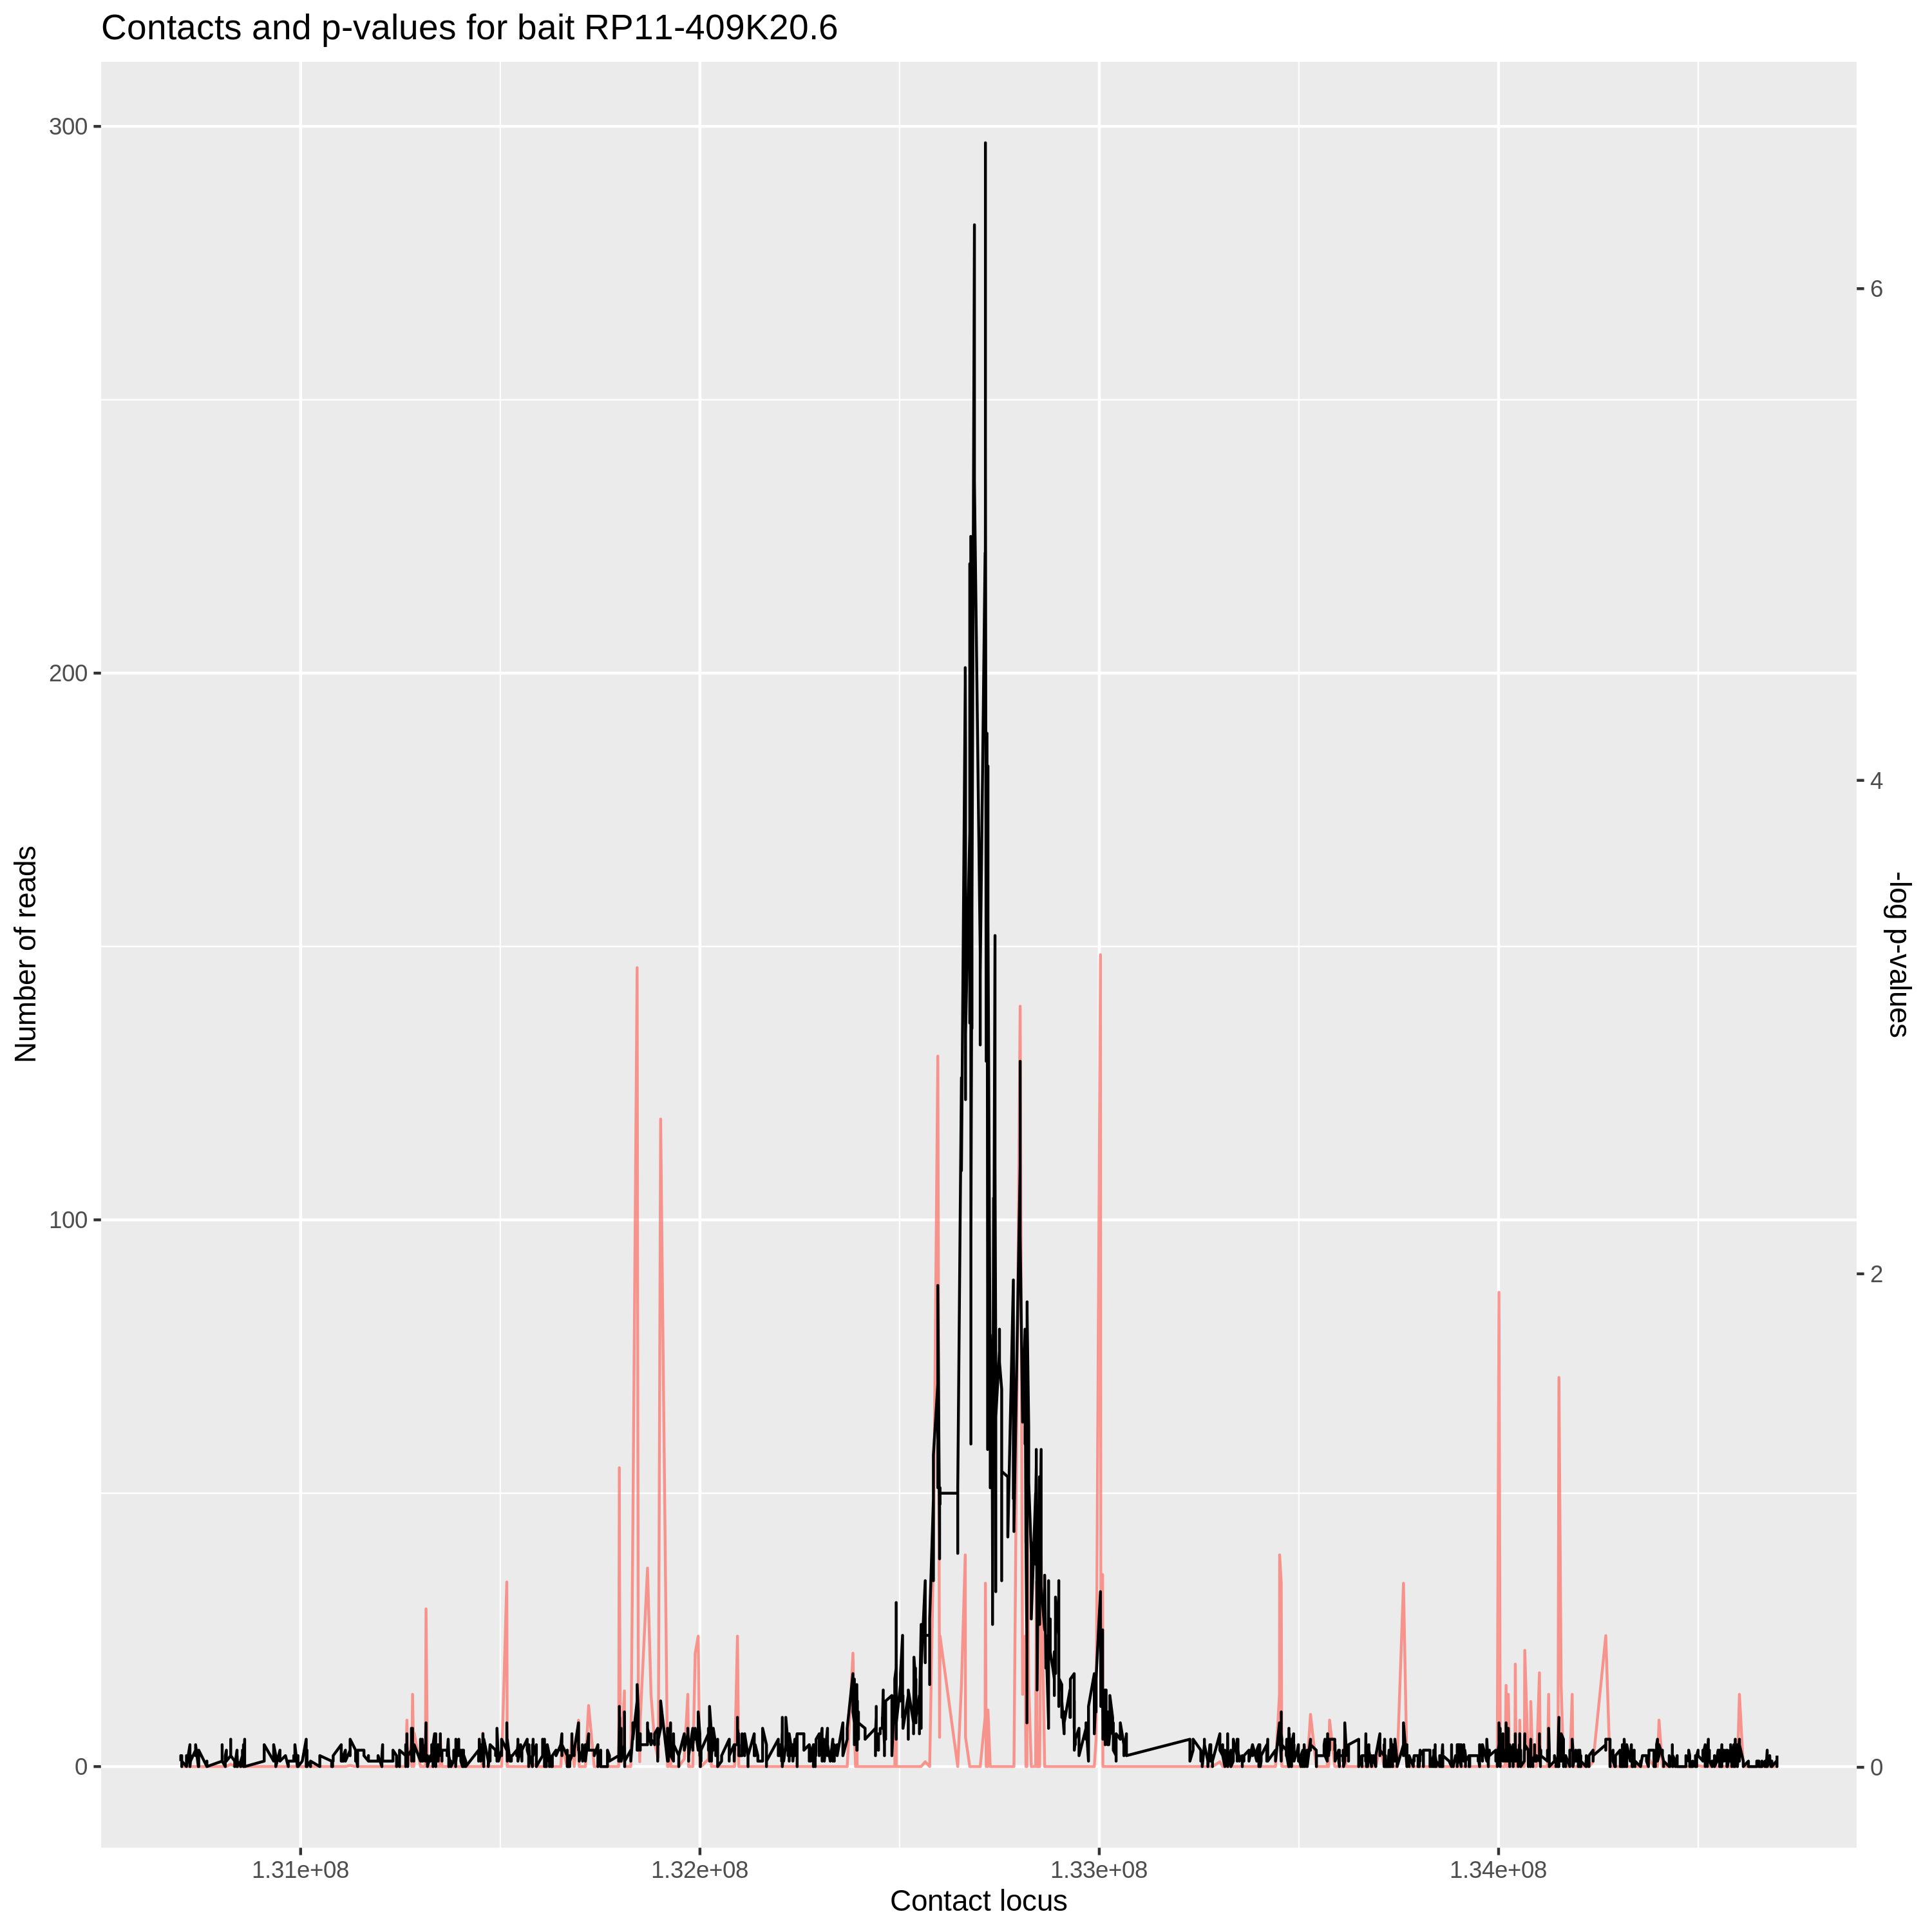 Contacts and p-values for bait RP11-409K20.6
300
200
100
0
Number of reads
6
4
2
0
-log p-values
1.31e+08
1.32e+08
1.33e+08
1.34e+08
Contact locus